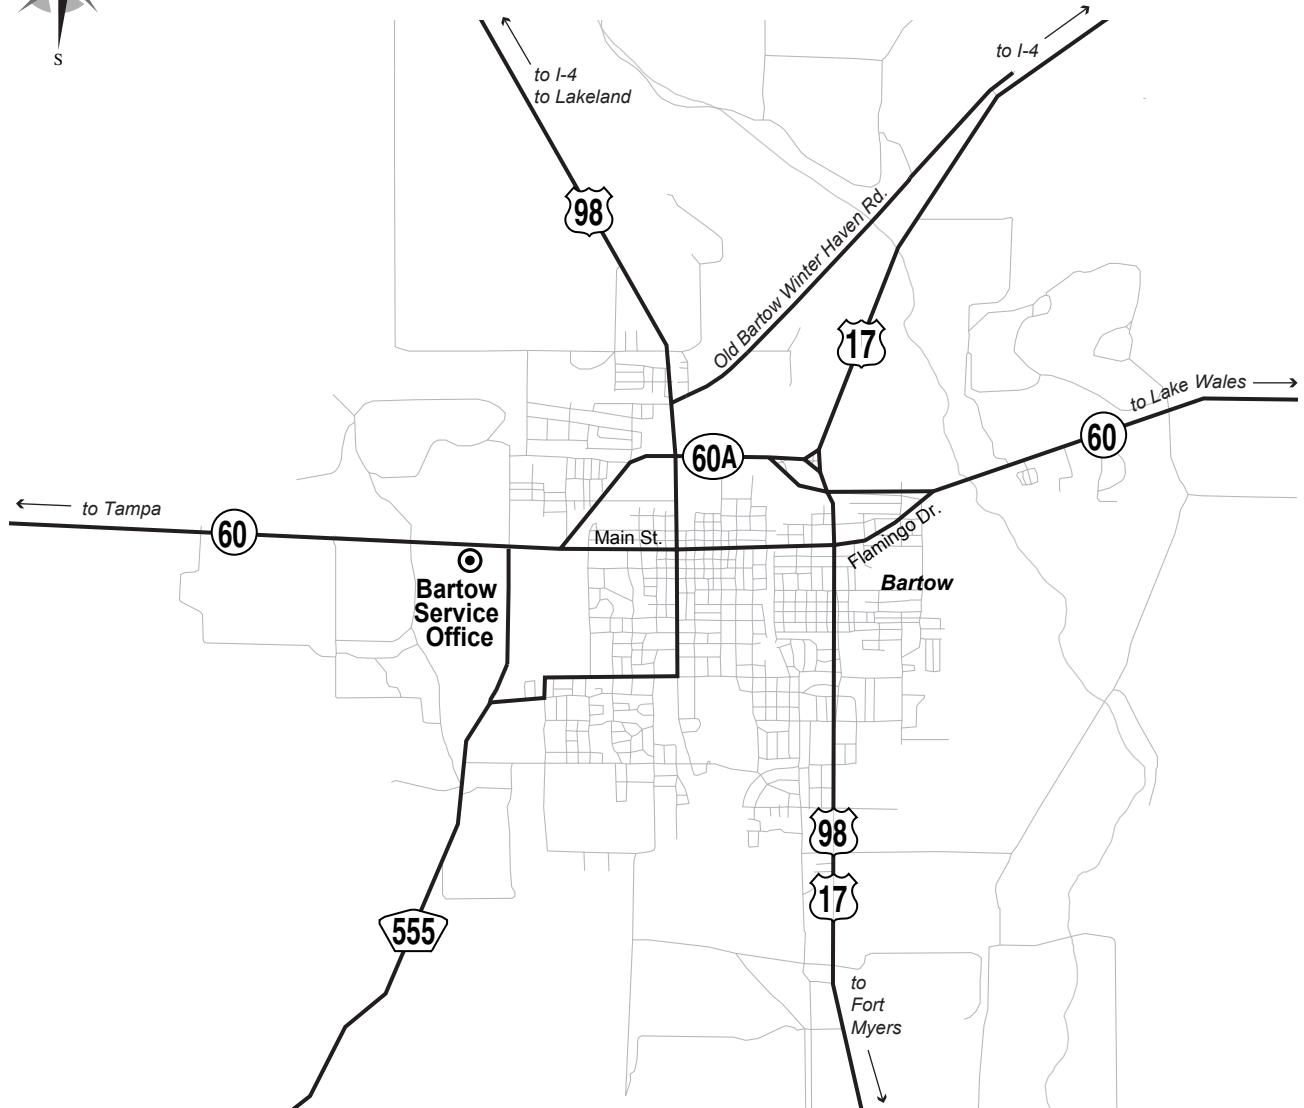 S
to I-4
to Lakeland
to I-4
98
Old Bartow Winter Haven Rd.
17
to Lake Wales
60
60A
to Tampa
60
Main St.
Flamingo Dr.
Bartow
Bartow
Service
Office
98
17
555
to
Fort
Myers